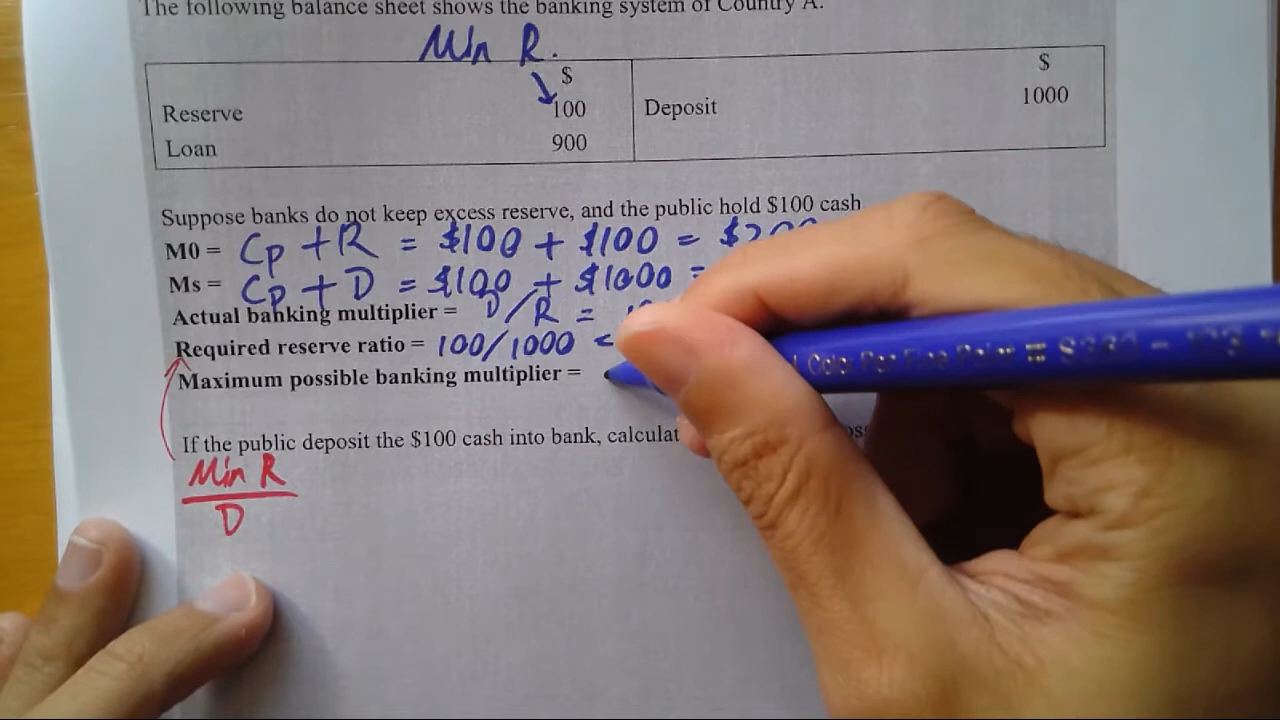 The following balance sheet shows the banking system of Country A.
Min R.
$ $
Reserve 100 Deposit 1000
Loan 900
Suppose banks do not keep excess reserve, and the public hold $100 cash
M0 = Cp + R = $100 + $100 = $200
Ms = Cp + D = $100 + $1000 =
Actual banking multiplier = D/R =
Required reserve ratio = 100/1000 =
Maximum possible banking multiplier =
If the public deposit the $100 cash into bank,
Min R
D